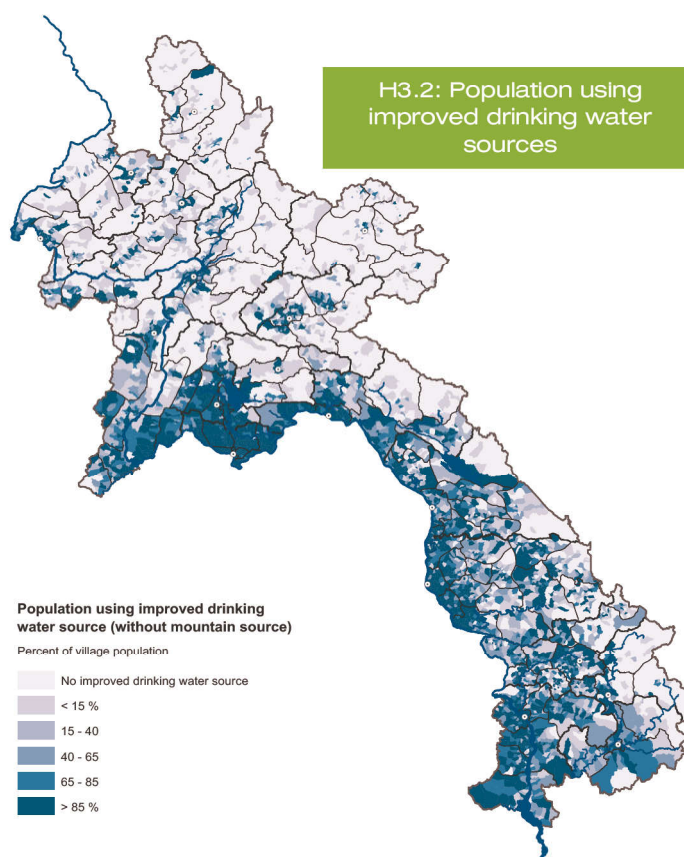 H3.2: Population using
improved drinking water
sources
Population using improved drinking
water source (without mountain source)
Percent of village population
No improved drinking water source
< 15 %
15 - 40
40 - 65
65 - 85
> 85 %